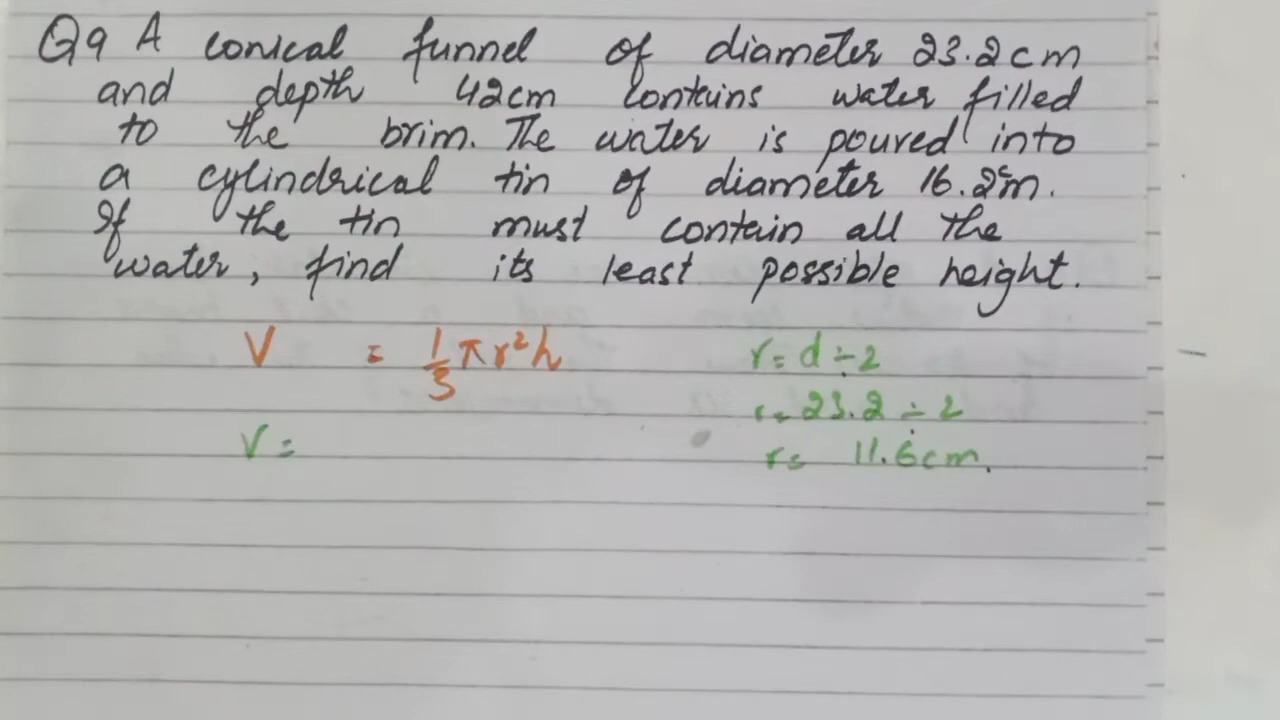 Q9 A conical funnel of diameter 23.2cm
and depth 42cm contains water filled
to the brim. The water is poured into
a cylindrical tin of diameter 16.2cm.
If the tin must contain all the
water, find its least possible height.
V = 1/3 πr²h
r= d÷2
r= 23.2 ÷ 2
V =
r= 11.6cm.